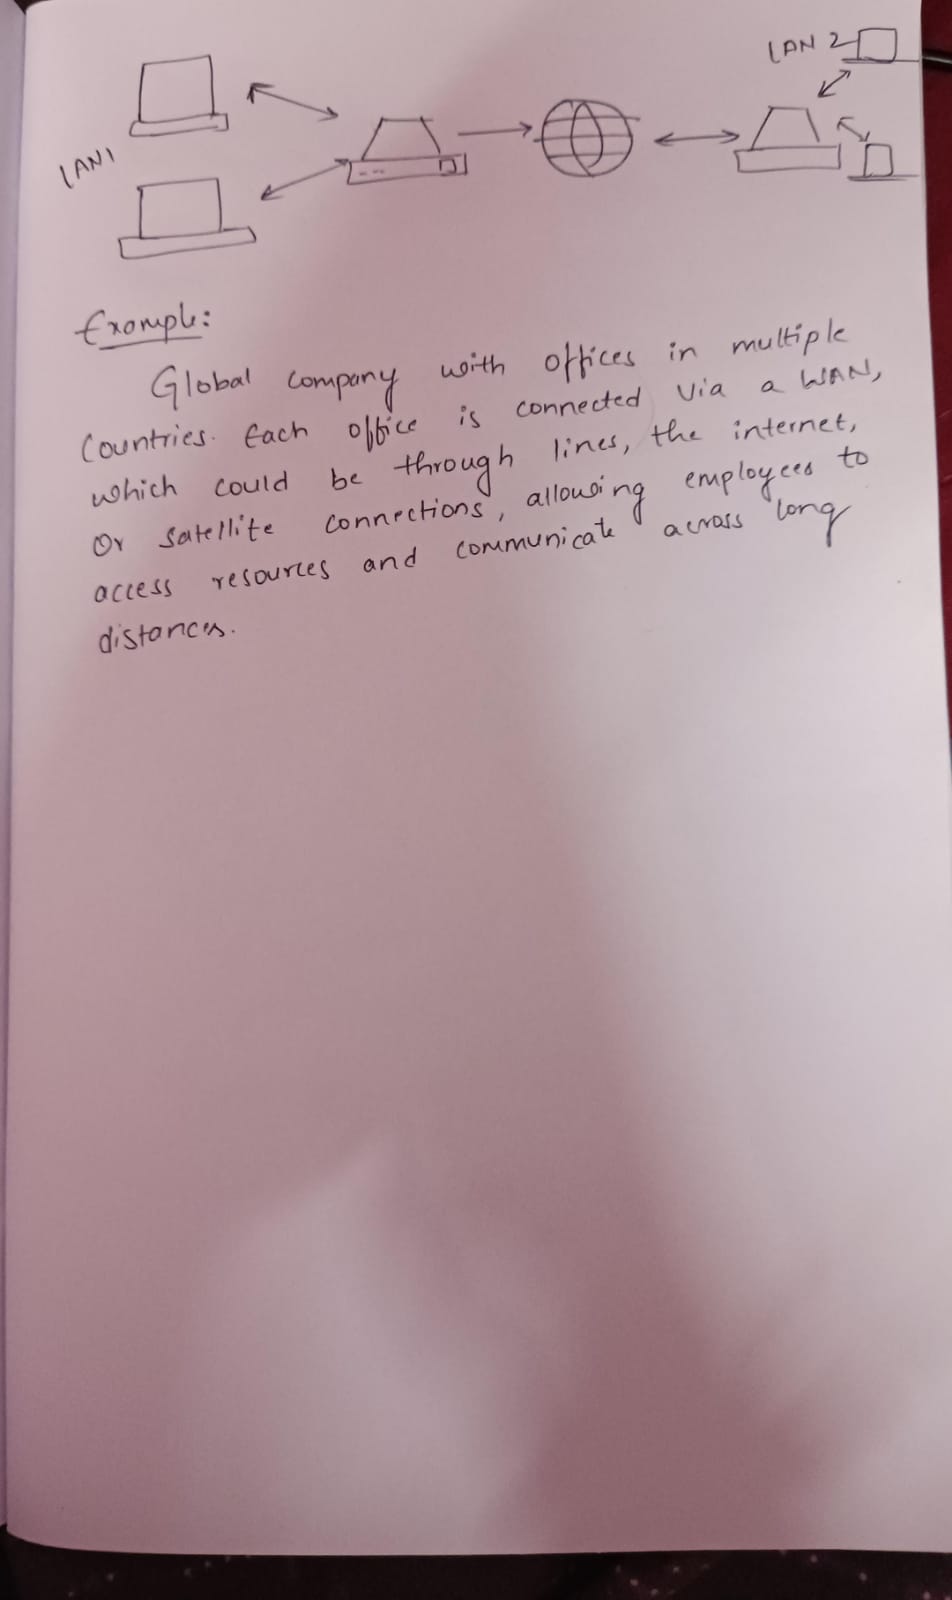 LAN 2
LAN1
Example:
Global company with offices in multiple
Countries. Each office is connected via a WAN,
which could be through lines, the internet,
Or satellite connections, allowing employees to
access resources and communicate across long
distances.